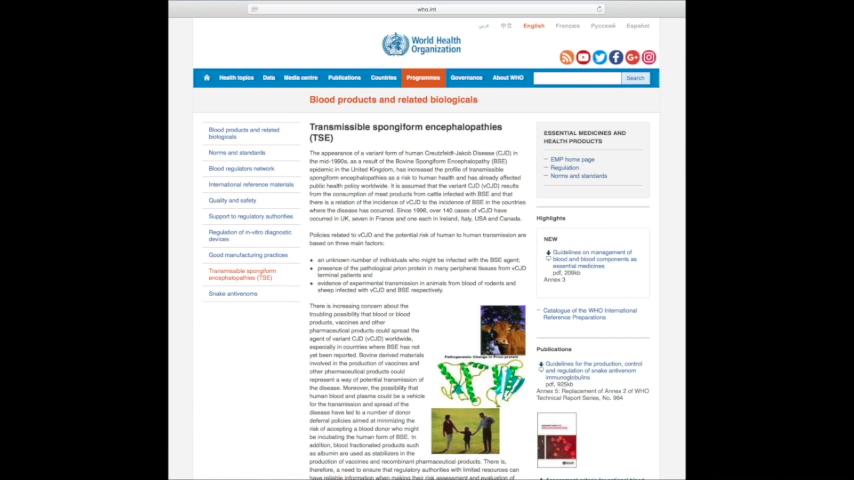 who.int
عربي 中文 English Français Русский Español
World Health
Organization
Health topics Data Media centre Publications Countries Programmes Governance About WHO Search
Blood products and related biologicals
Blood products and related
biologicals
Norms and standards
Blood regulators network
International reference materials
Quality and safety
Support to regulatory authorities
Regulation of in-vitro diagnostic
devices
Good manufacturing practices
Transmissible spongiform
encephalopathies (TSE)
Snake antivenoms
Transmissible spongiform encephalopathies
(TSE)
The appearance of a variant form of human Creutzfeldt-Jakob Disease (CJD) in
the mid-1990s, as a result of the Bovine Spongiform Encephalopathy (BSE)
epidemic in the United Kingdom, has increased the profile of transmissible
spongiform encephalopathies as a risk to human health and has already affected
public health policy worldwide. It is assumed that the variant CJD (vCJD) results
from the consumption of meat products from cattle infected with BSE and that
there is a relation of the incidence of vCJD to the incidence of BSE in the countries
where the disease has occurred. Since 1996, over 140 cases of vCJD have
occurred in UK, seven in France and one each in Ireland, Italy, USA and Canada.
Policies related to vCJD and the potential risk of human to human transmission are
based on three main factors:
an unknown number of individuals who might be infected with the BSE agent;
presence of the pathological prion protein in many peripheral tissues from vCJD
terminal patients and
evidence of experimental transmission in animals from blood of rodents and
sheep infected with vCJD and BSE respectively.
There is increasing concern about the
troubling possibility that blood or blood
products, vaccines and other
pharmaceutical products could spread the
agent of variant CJD (vCJD) worldwide,
especially in countries where BSE has not
yet been reported. Bovine derived materials
involved in the production of vaccines and
other pharmaceutical products could
represent a way of potential transmission of
the disease. Moreover, the possibility that
human blood and plasma could be a vehicle
for the transmission and spread of the
disease have led to a number of donor
deferral policies aimed at minimizing the
risk of accepting a blood donor who might
be incubating the human form of BSE. In
addition, blood fractionated products such
as albumin are used as stabilizers in the
production of vaccines and recombinant pharmaceutical products. There is,
therefore, a need to ensure that regulatory authorities with limited resources can
have reliable information when making their risk assessment and evaluation of
Pathogenesis: Change in Prion protein
ESSENTIAL MEDICINES AND
HEALTH PRODUCTS
EMP home page
Regulation
Norms and standards
Highlights
NEW
Guidelines on management of
blood and blood components as
essential medicines
pdf, 209kb
Annex 3
Catalogue of the WHO International
Reference Preparations
Publications
Guidelines for the production, control
and regulation of snake antivenom
immunoglobulins
pdf, 925kb
Annex 5: Replacement of Annex 2 of WHO
Technical Report Series, No. 964